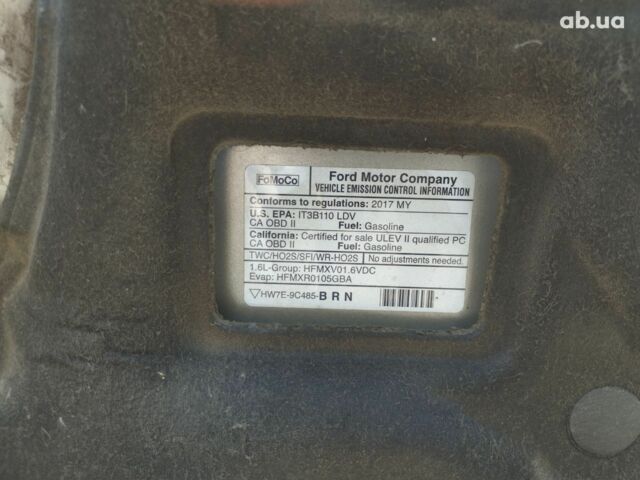 ab.ua
FoMoCo
Ford Motor Company
VEHICLE EMISSION CONTROL INFORMATION
Conforms to regulations: 2017 MY
U.S. EPA: IT3B110 LDV
CA OBD II Fuel: Gasoline
California: Certified for sale ULEV II qualified PC
CA OBD II Fuel: Gasoline
TWC/HO2S/SFI/WR-HO2S No adjustments needed.
1.6L-Group: HFMXV01.6VDC
Evap: HFMXR0105GBA
HW7E-9C485-BRN